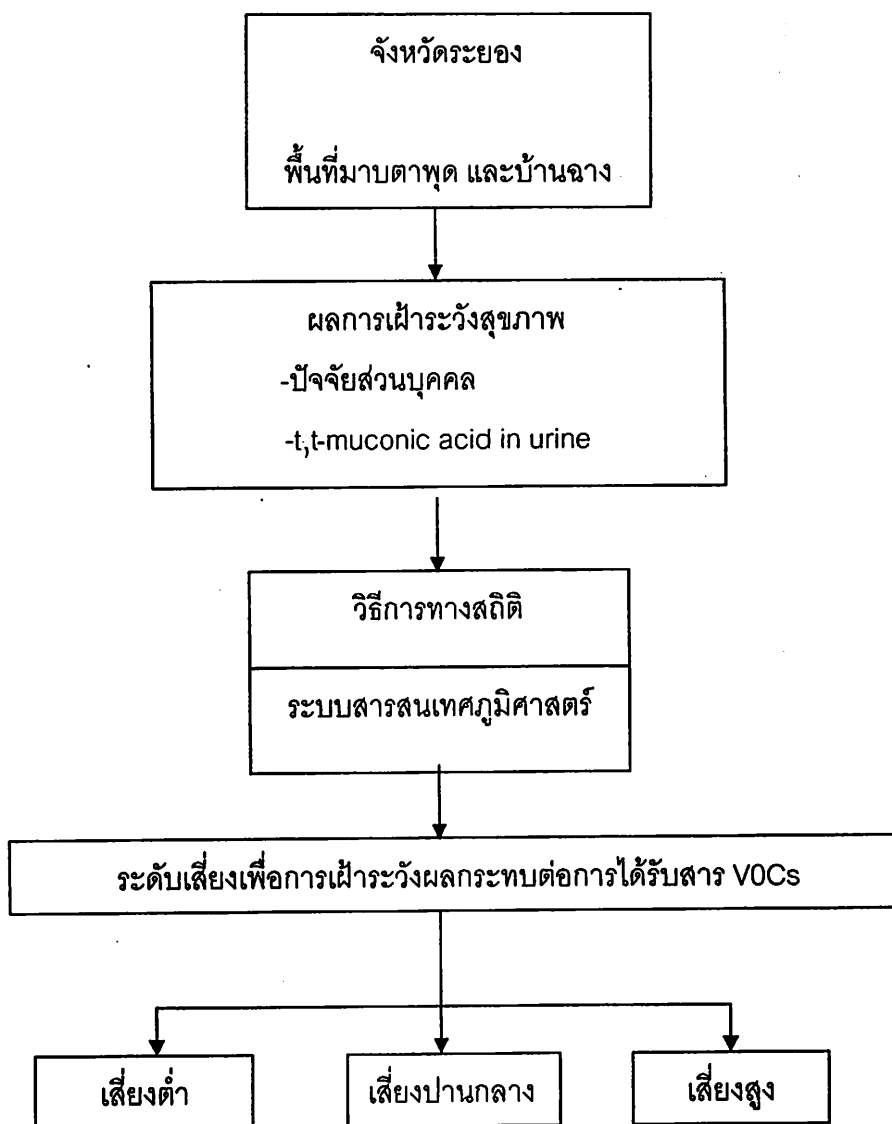 จังหวัดระยอง
พื้นที่มาบตาพุด และบ้านฉาง
ผลการเฝ้าระวังสุขภาพ
-ปัจจัยส่วนบุคคล
-t,t-muconic acid in urine
วิธีการทางสถิติ
ระบบสารสนเทศภูมิศาสตร์
ระดับเสี่ยงเพื่อการเฝ้าระวังผลกระทบต่อการได้รับสาร V0Cs
เสี่ยงต่ำ
เสี่ยงปานกลาง
เสี่ยงสูง